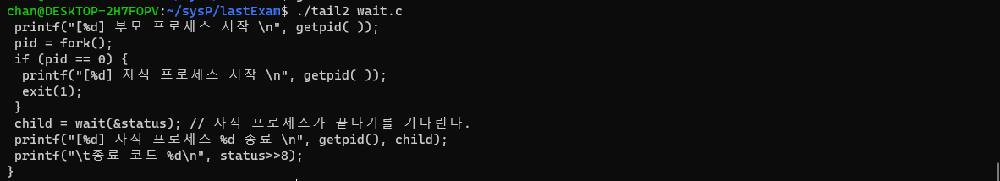 chan@DESKTOP-2H7FOPV:~/sysP/lastExam$ ./tail2 wait.c
 printf("[%d] 부모 프로세스 시작 \n", getpid( ));
 pid = fork();
 if (pid == 0) {
  printf("[%d] 자식 프로세스 시작 \n", getpid( ));
  exit(1);
 }
 child = wait(&status); // 자식 프로세스가 끝나기를 기다린다.
 printf("[%d] 자식 프로세스 %d 종료 \n", getpid(), child);
 printf("\t종료 코드 %d\n", status>>8);
}